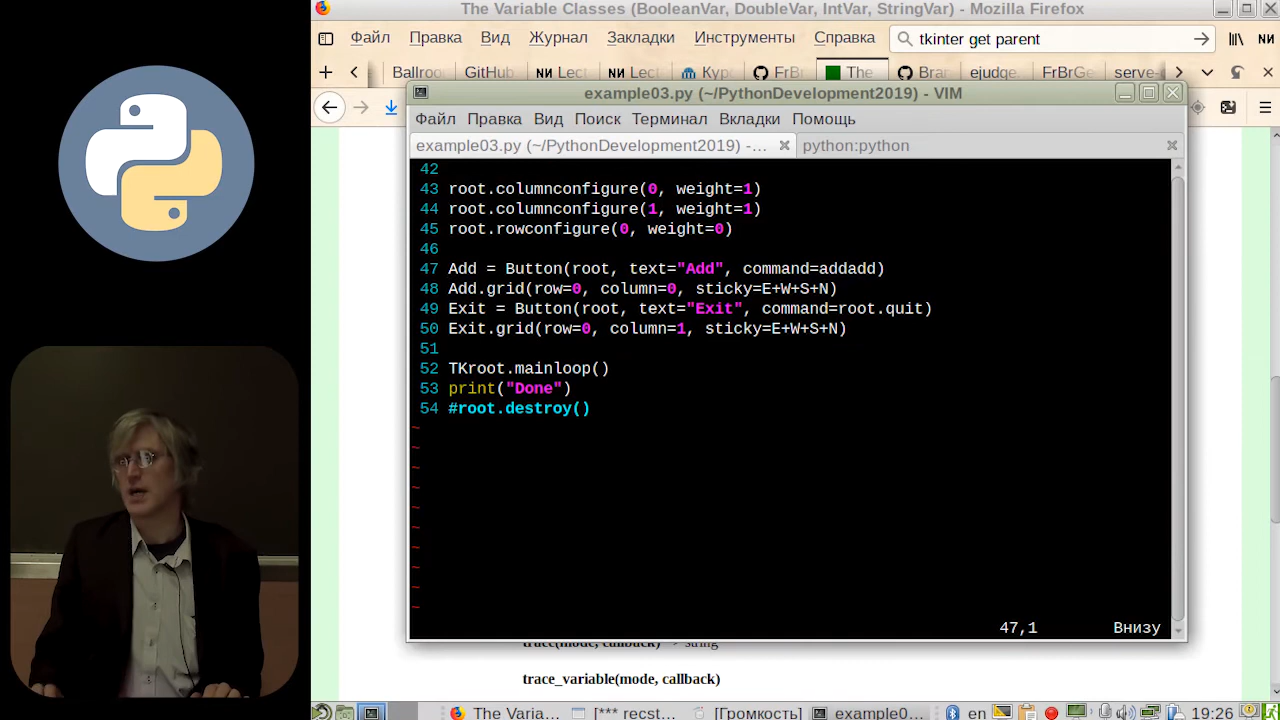 The Variable Classes (BooleanVar, DoubleVar, IntVar, StringVar) - Mozilla Firefox
Файл Правка Вид Журнал Закладки Инструменты Справка tkinter get parent
Ballroo GitHub Lect Lect Курс FrBr The Bran ejudge. FrBrGe serve-
example03.py (~/PythonDevelopment2019) - VIM
Файл Правка Вид Поиск Терминал Вкладки Помощь
example03.py (~/PythonDevelopment2019) -... python:python
42
43 root.columnconfigure(0, weight=1)
44 root.columnconfigure(1, weight=1)
45 root.rowconfigure(0, weight=0)
46
47 Add = Button(root, text="Add", command=addadd)
48 Add.grid(row=0, column=0, sticky=E+W+S+N)
49 Exit = Button(root, text="Exit", command=root.quit)
50 Exit.grid(row=0, column=1, sticky=E+W+S+N)
51
52 TKroot.mainloop()
53 print("Done")
54 #root.destroy()
~
~
~
~
~
~
~
~
~
~
47,1 Внизу
trace(mode, callback) -> string
trace_variable(mode, callback)
The Varia... [*** recst... [Громкость] example0... en 19:26